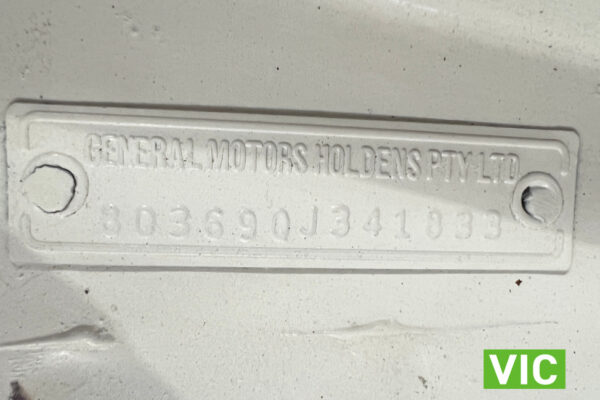 GENERAL MOTORS HOLDENS PTY LTD
803690J341833
VIC